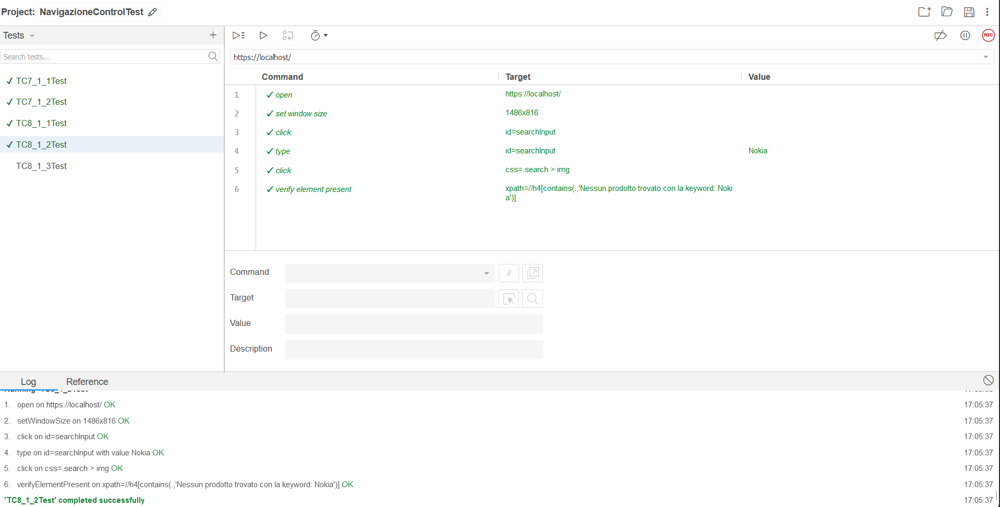 Project: NavigazioneControlTest
Tests
Search tests...
TC7_1_1Test
TC7_1_2Test
TC8_1_1Test
TC8_1_2Test
TC8_1_3Test
REC
https://localhost/
Command Target Value
1 open https://localhost/
2 set window size 1486x816
3 click id=searchInput
4 type id=searchInput Nokia
5 click css=.search > img
6 verify element present xpath=//h4[contains(.,'Nessun prodotto trovato con la keyword: Noki
a')]
Command //
Target
Value
Description
Log Reference
1. open on https://localhost/ OK 17:05:37
2. setWindowSize on 1486x816 OK 17:05:37
3. click on id=searchInput OK 17:05:37
4. type on id=searchInput with value Nokia OK 17:05:37
5. click on css=.search > img OK 17:05:37
6. verifyElementPresent on xpath=//h4[contains(.,'Nessun prodotto trovato con la keyword: Nokia')] OK 17:05:37
'TC8_1_2Test' completed successfully 17:05:37